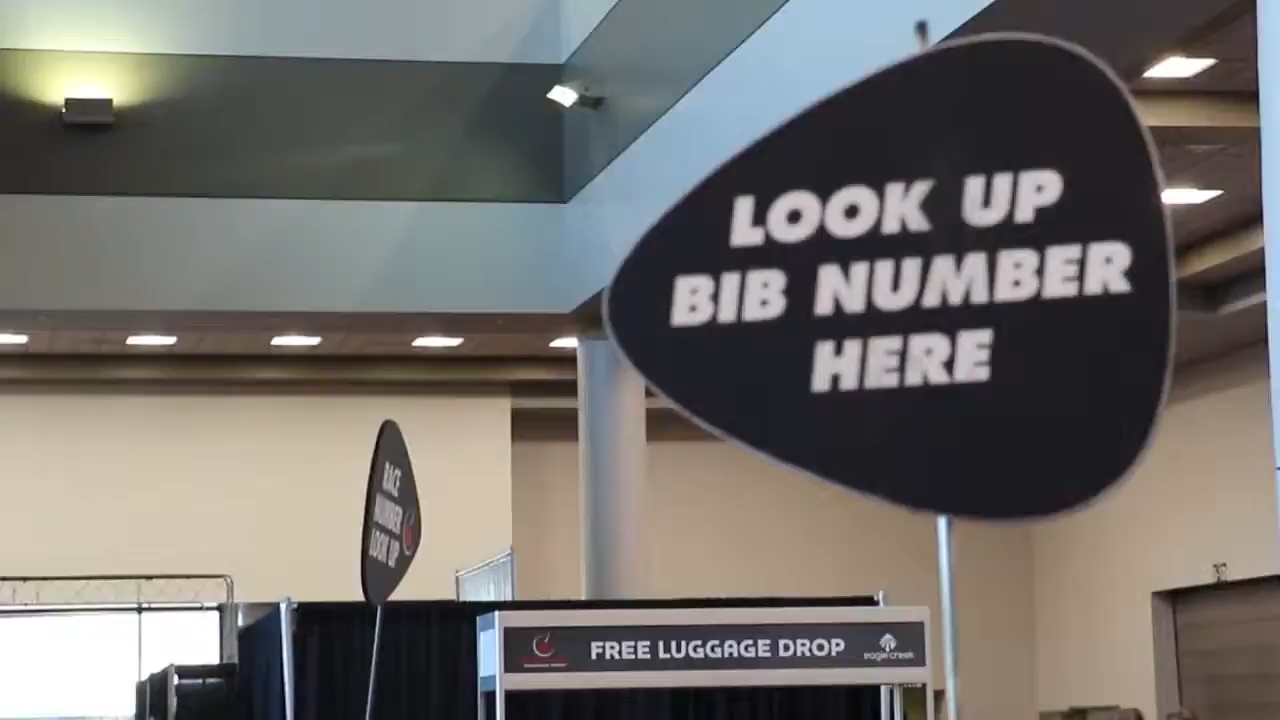 LOOK UP
BIB NUMBER
HERE
RACE
NUMBER
LOOK UP
FREE LUGGAGE DROP
eagle creek